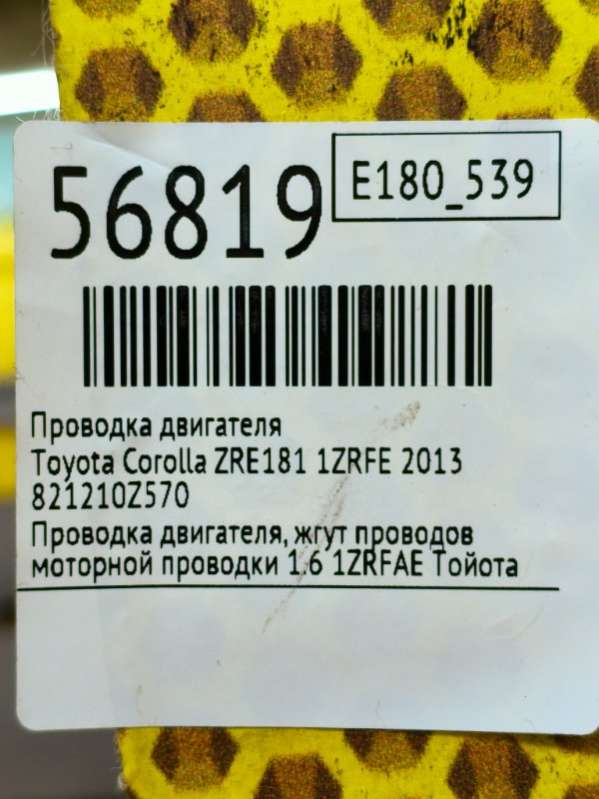 56819
E180_539
Проводка двигателя
Toyota Corolla ZRE181 1ZRFE 2013
821210Z570
Проводка двигателя, жгут проводов
моторной проводки 1.6 1ZRFAE Тойота